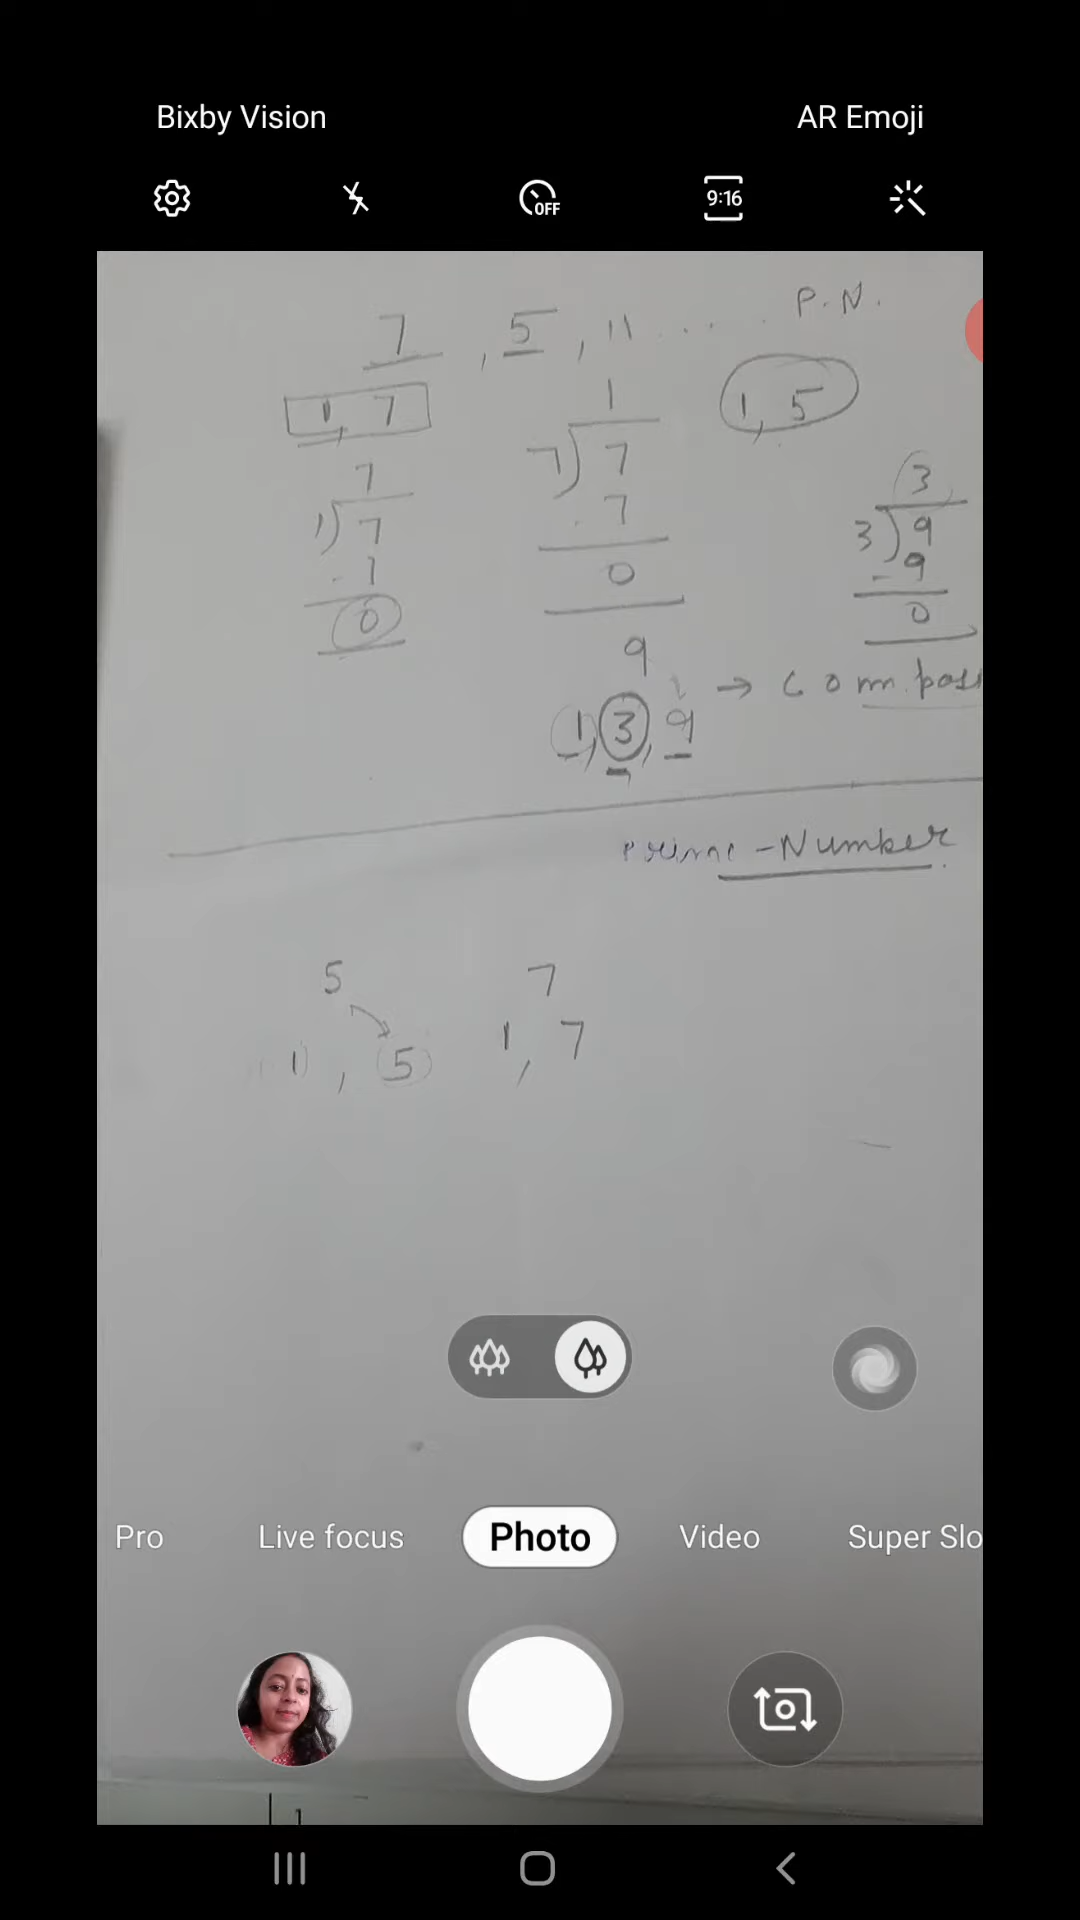 Bixby Vision AR Emoji
OFF 9:16
7 , 5 , 11 ..... P.N.
1, 7
1, 5
7
1) 7
- 7
0
1
7) 7
- 7
0
3
3) 9
- 9
0
9
1, 3, 9 → Compos
Prime - Number
5 7
1 , 5 1 , 7
Pro Live focus Photo Video Super Slo
1